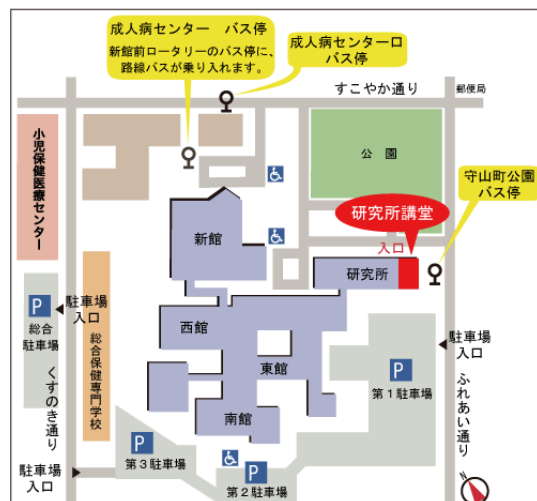 成人病センター　バス停
新館前ロータリーのバス停に、
路線バスが乗り入れます。
成人病センター口
バス停
すこやか通り
郵便局
小児保健医療センター
公園
守山町公園
バス停
研究所講堂
入口
新館
研究所
P
総合
駐車場
駐車場
入口
くすのき通り
総合保健専門学校
西館
東館
南館
P
第1駐車場
駐車場
入口
ふれあい通り
駐車場
入口
P
第3駐車場
P
第2駐車場
N